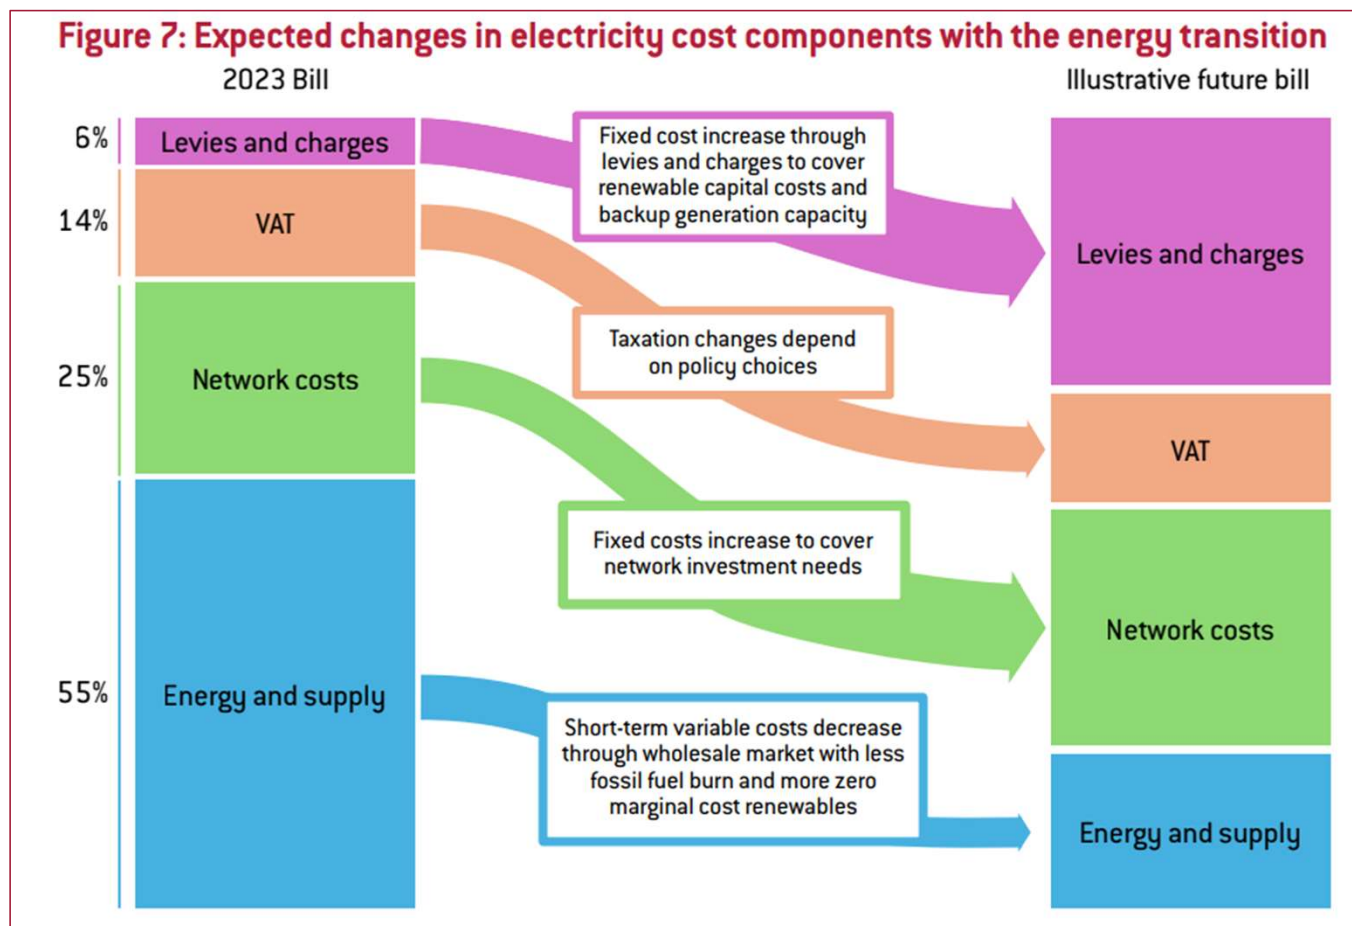 Figure 7: Expected changes in electricity cost components with the energy transition
2023 Bill
Illustrative future bill
6%
Levies and charges
14%
VAT
25%
Network costs
55%
Energy and supply
Fixed cost increase through
levies and charges to cover
renewable capital costs and
backup generation capacity
Taxation changes depend
on policy choices
Fixed costs increase to cover
network investment needs
Short-term variable costs decrease
through wholesale market with less
fossil fuel burn and more zero
marginal cost renewables
Levies and charges
VAT
Network costs
Energy and supply